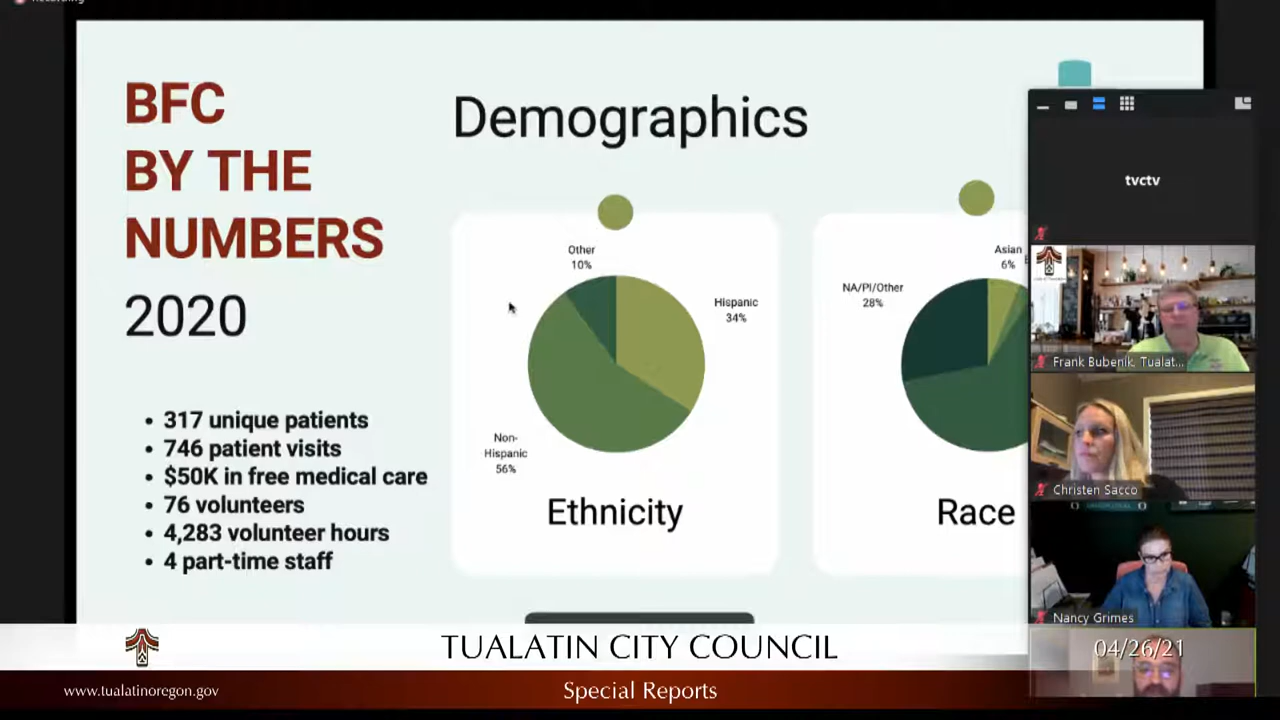 BFC
BY THE
NUMBERS
2020
• 317 unique patients
• 746 patient visits
• $50K in free medical care
• 76 volunteers
• 4,283 volunteer hours
• 4 part-time staff
Demographics
Other
10%
Hispanic
34%
Non-
Hispanic
56%
Ethnicity
Asian
6%
NA/PI/Other
28%
Race
tvctv
Frank Bubenik, Tualat...
Christen Sacco
Nancy Grimes
04/26/21
TUALATIN CITY COUNCIL
www.tualatinoregon.gov
Special Reports